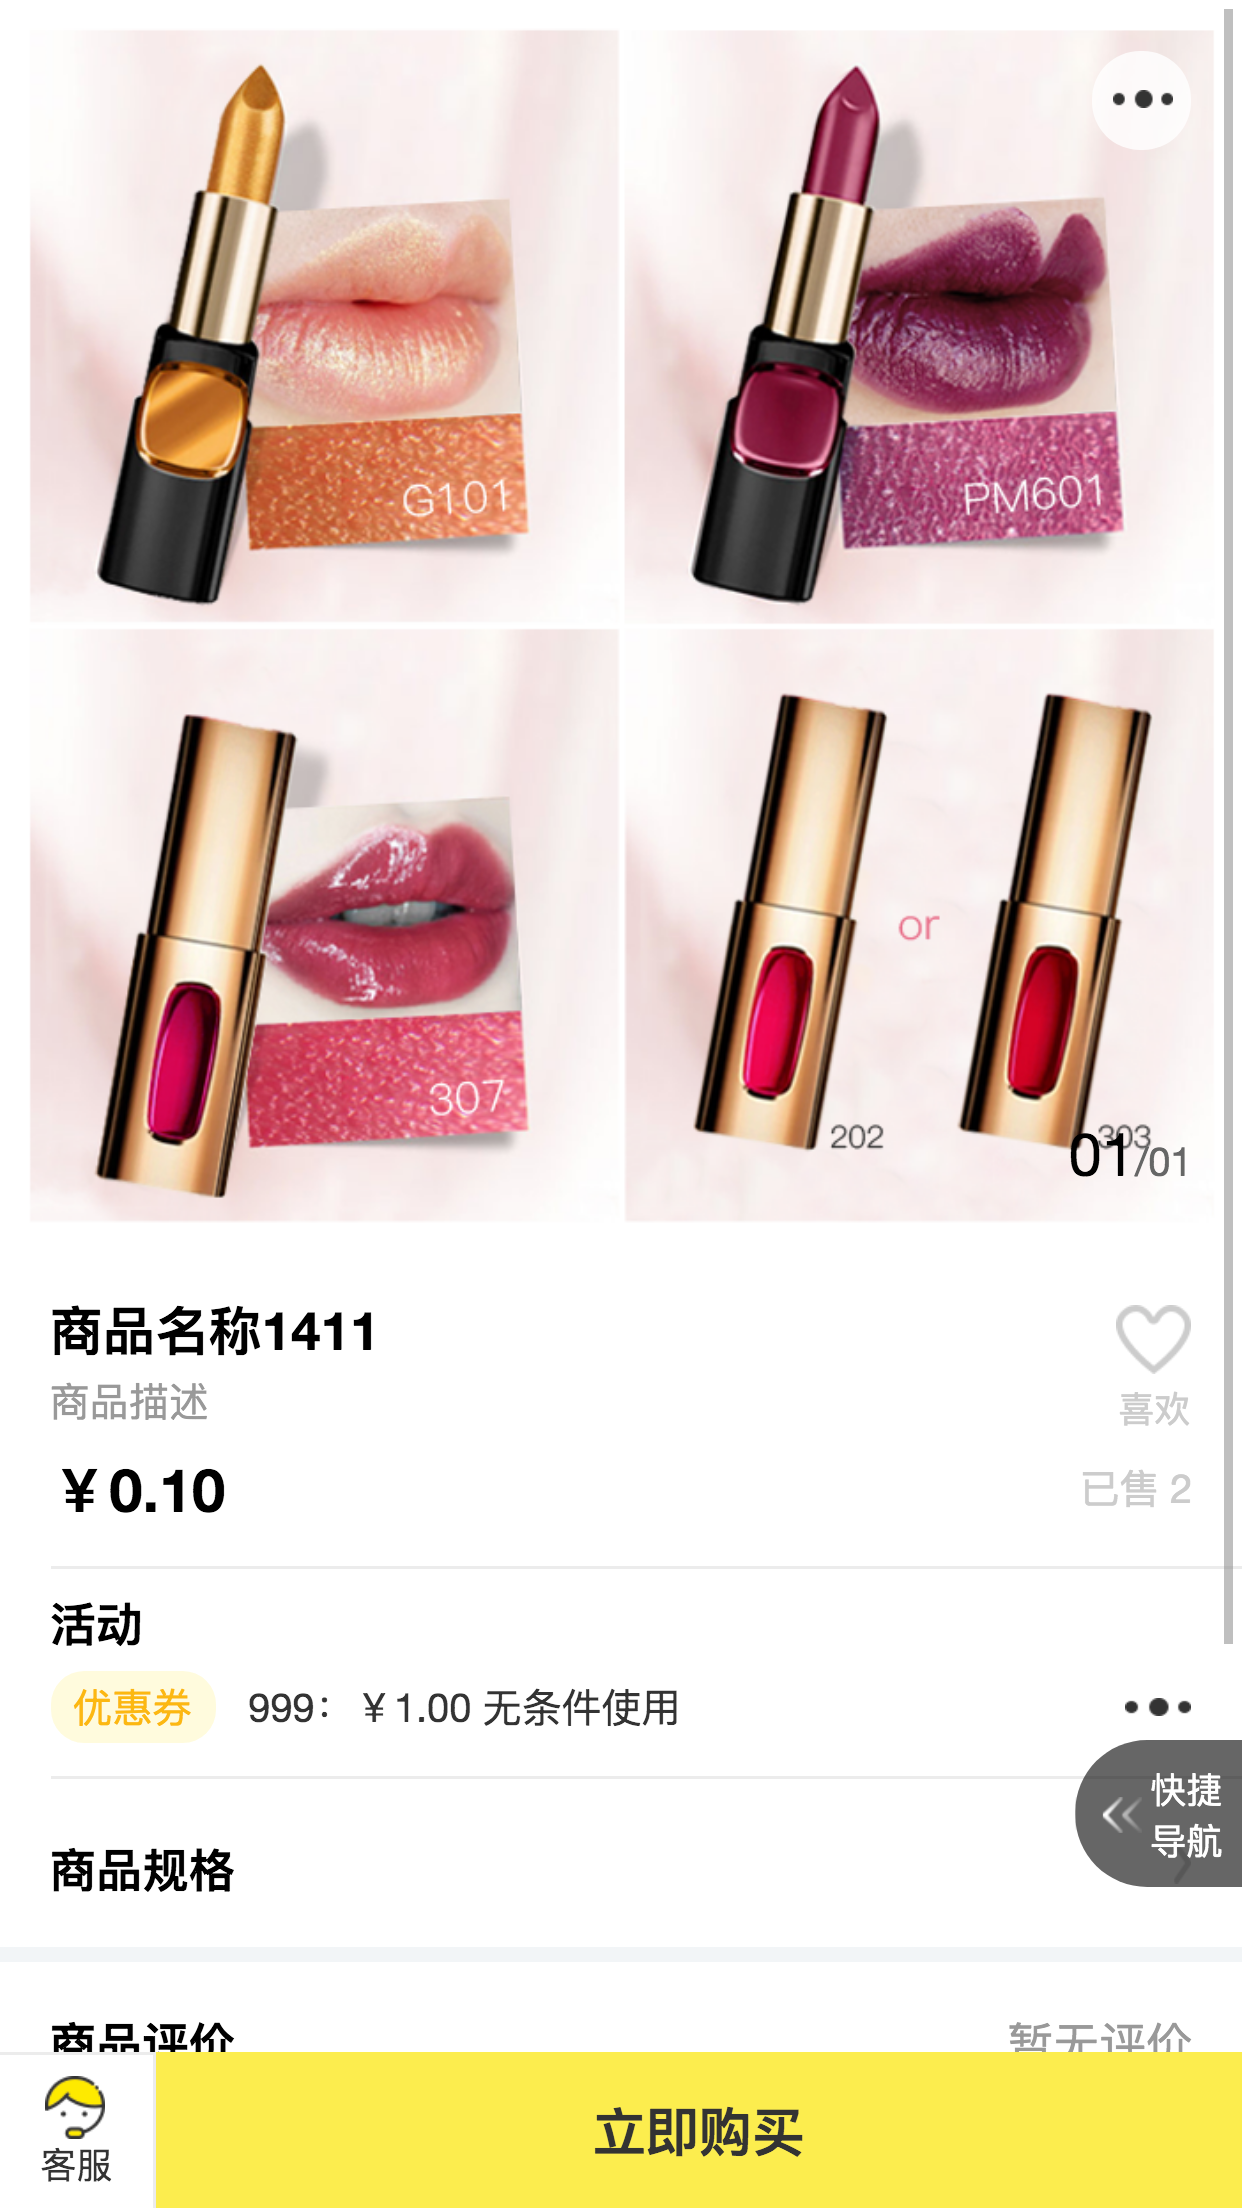 G101
PM601
307
or
202
303
01/01
商品名称1411
商品描述
喜欢
￥0.10
已售 2
活动
优惠券
999：￥1.00 无条件使用
快捷
导航
商品规格
商品评价
暂无评价
客服
立即购买